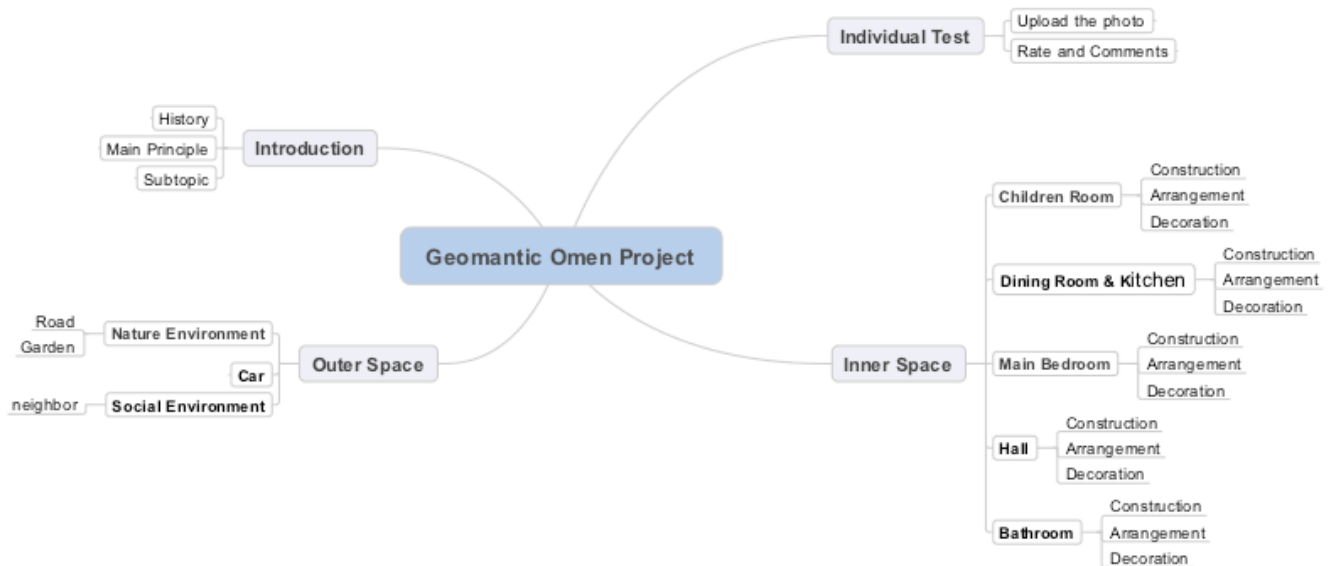 Geomantic Omen Project
Introduction
History
Main Principle
Subtopic
Outer Space
Nature Environment
Road
Garden
Car
Social Environment
neighbor
Individual Test
Upload the photo
Rate and Comments
Inner Space
Children Room
Construction
Arrangement
Decoration
Dining Room & Kitchen
Construction
Arrangement
Decoration
Main Bedroom
Construction
Arrangement
Decoration
Hall
Construction
Arrangement
Decoration
Bathroom
Construction
Arrangement
Decoration